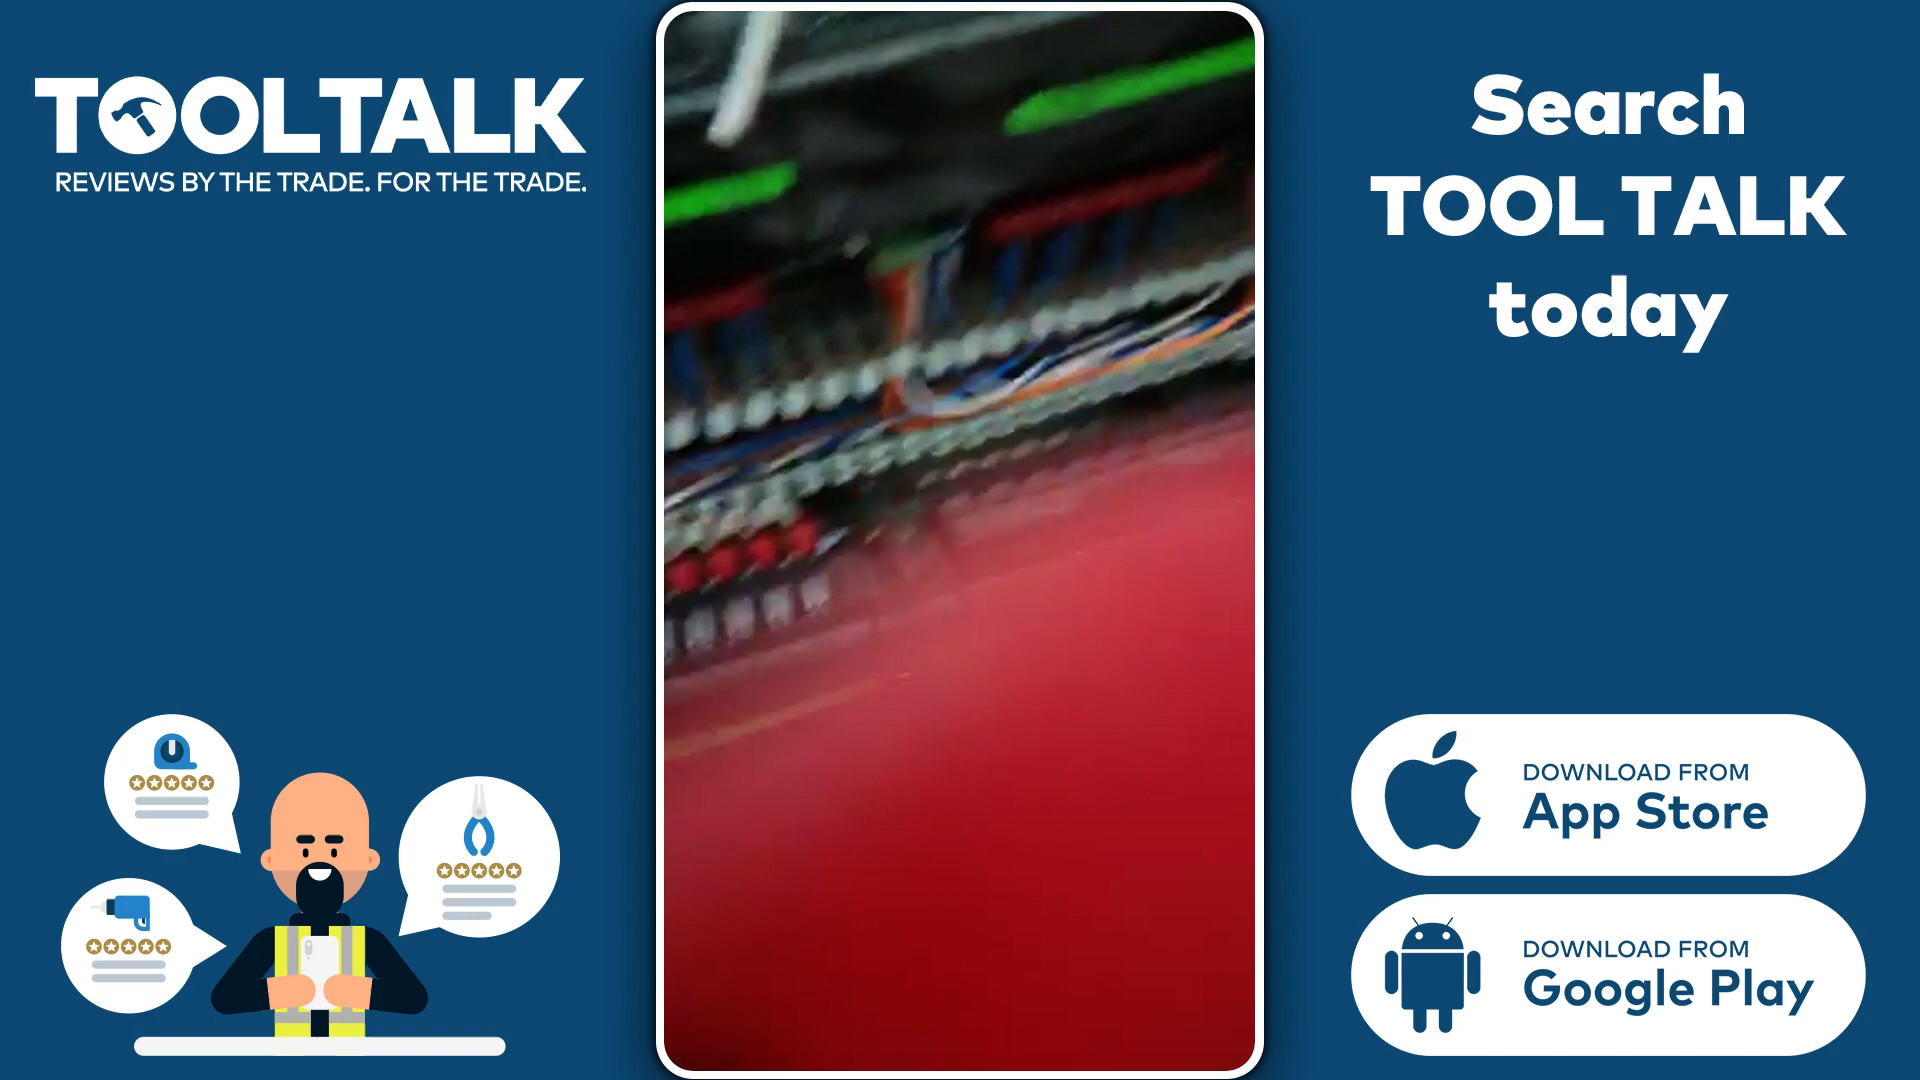 TOOLTALK
REVIEWS BY THE TRADE. FOR THE TRADE.
Search
TOOL TALK
today
DOWNLOAD FROM
App Store
DOWNLOAD FROM
Google Play